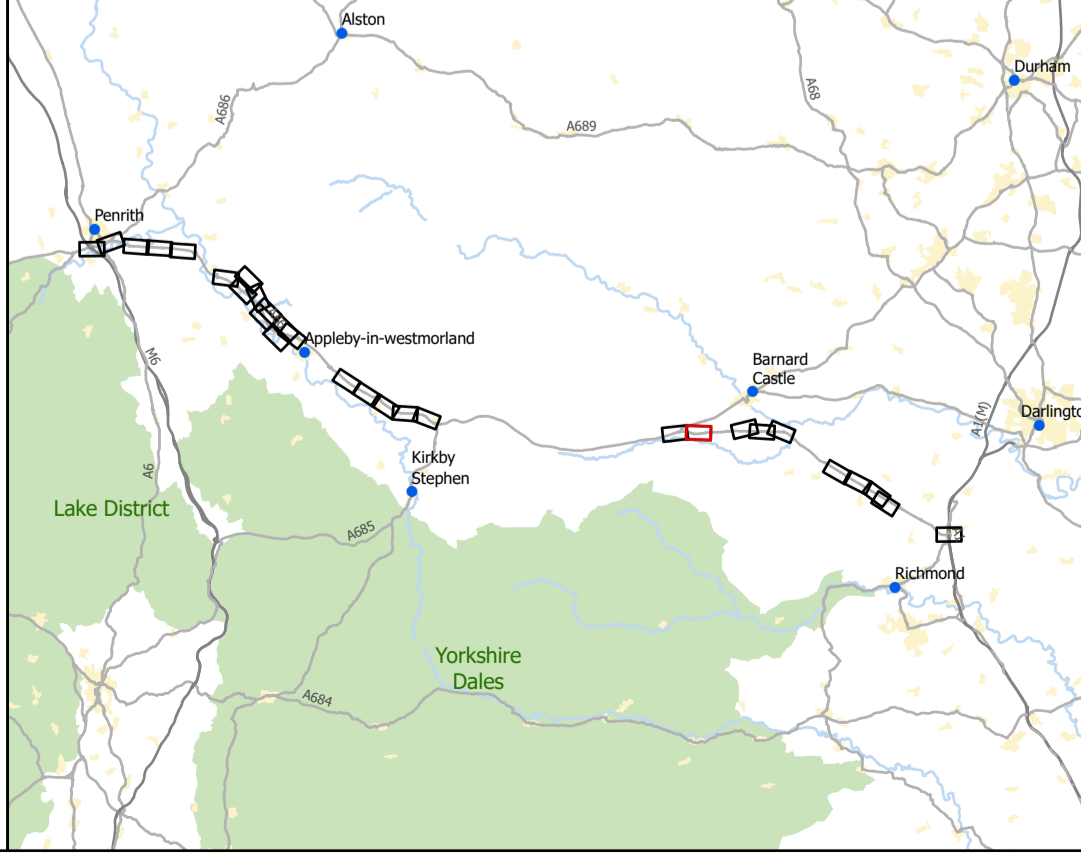 Alston
Durham
A68
A686
A689
Penrith
Appleby-in-westmorland
M6
Barnard
Castle
A1(M)
Darlingto
Kirkby
Stephen
A6
Lake District
A685
Richmond
Yorkshire
Dales
A684